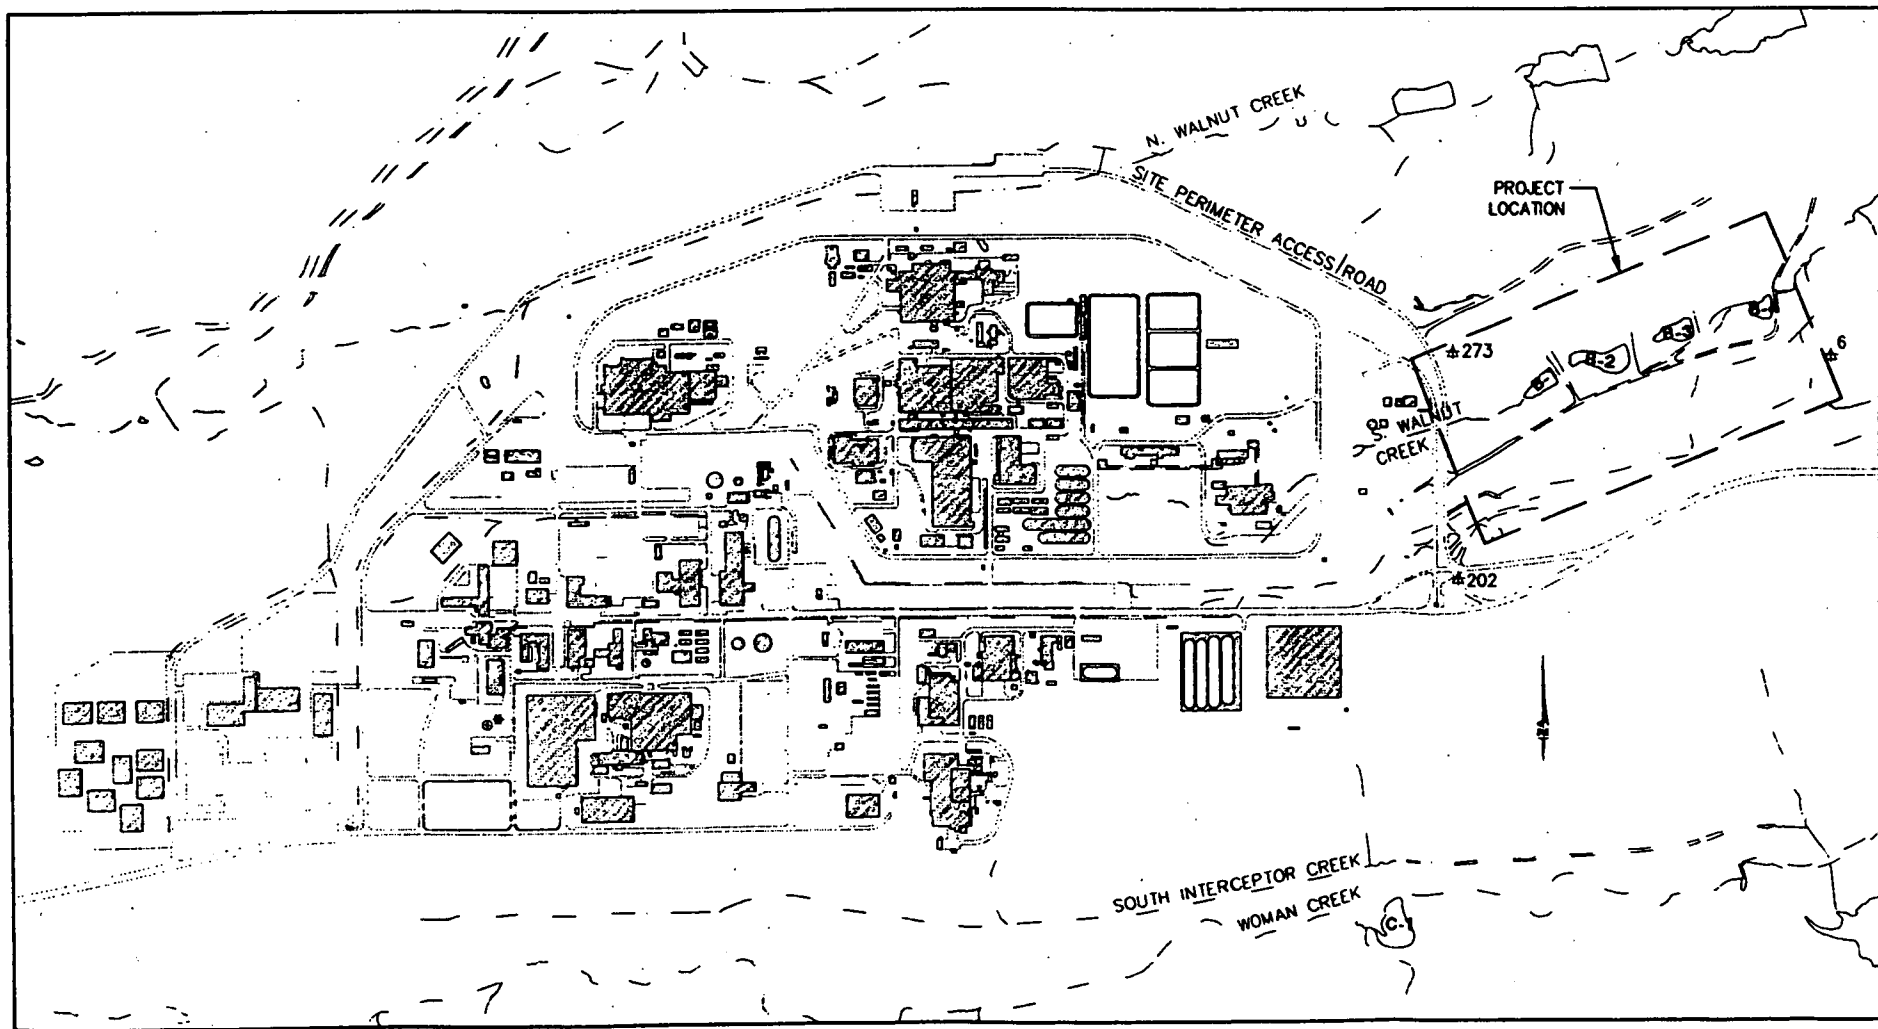 N. WALNUT CREEK
SITE PERIMETER ACCESS ROAD
PROJECT
LOCATION
273
6
B-3
B-2
S. WALNUT
CREEK
202
N
SOUTH INTERCEPTOR CREEK
WOMAN CREEK